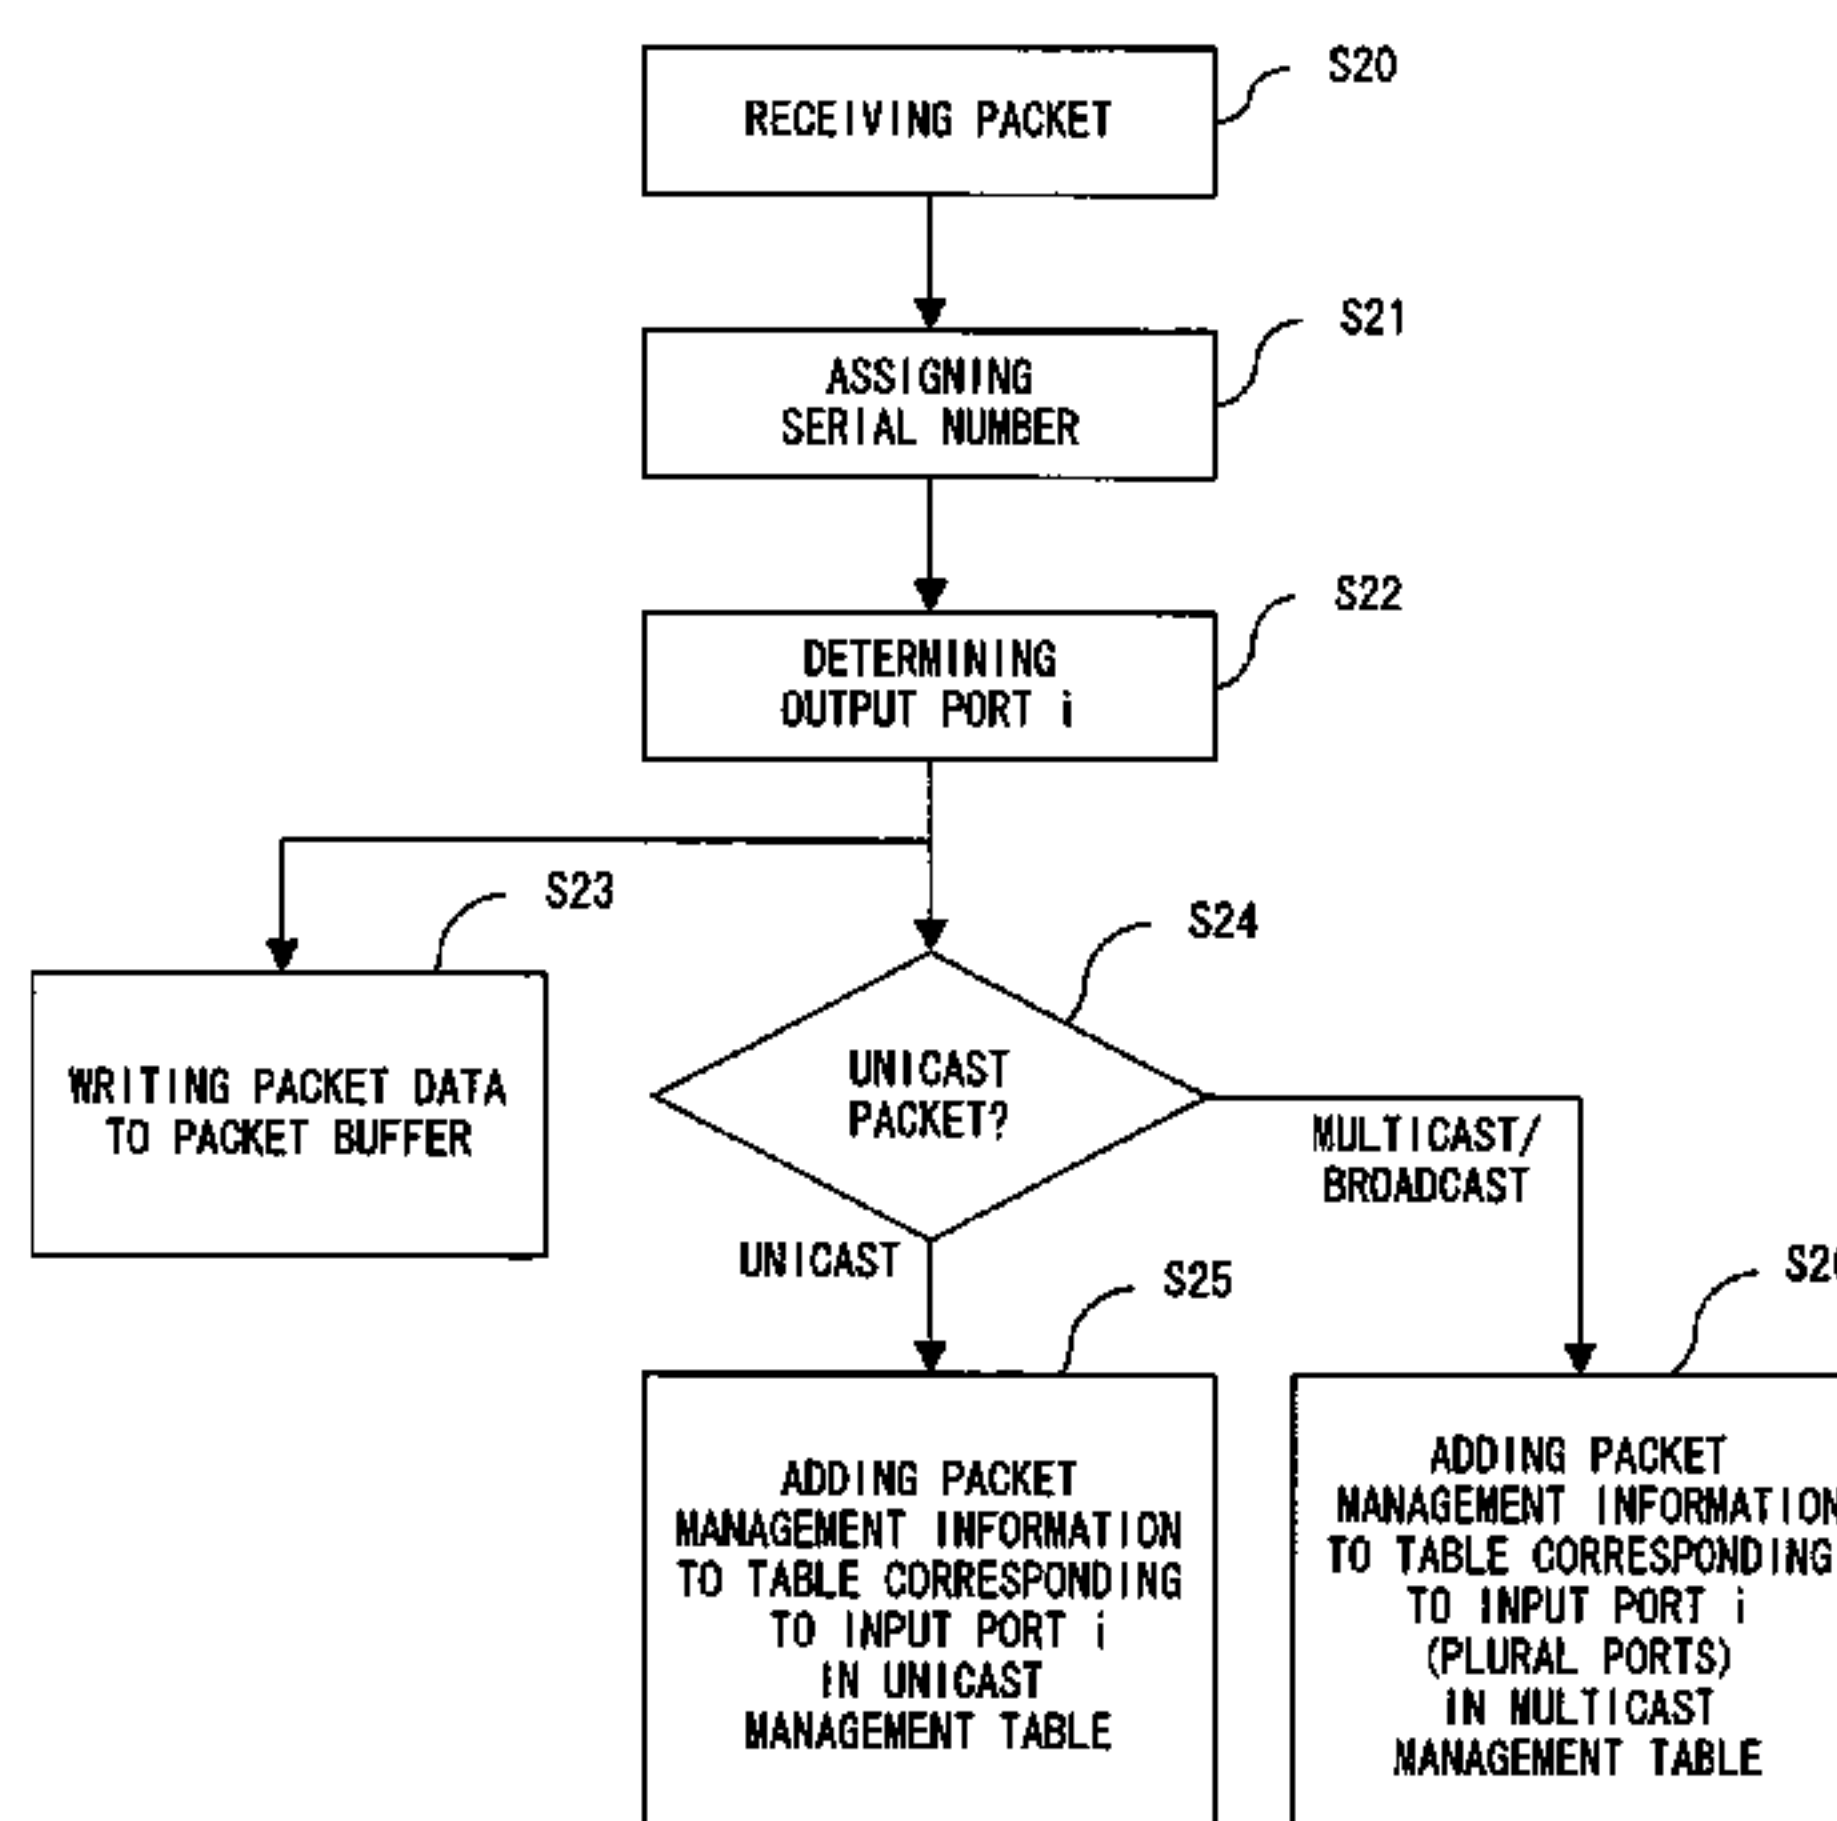 S20
RECEIVING PACKET
S21
ASSIGNING
SERIAL NUMBER
S22
DETERMINING
OUTPUT PORT i
S23
WRITING PACKET DATA
TO PACKET BUFFER
S24
UNICAST
PACKET?
MULTICAST/
BROADCAST
UNICAST
S25
ADDING PACKET
MANAGEMENT INFORMATION
TO TABLE CORRESPONDING
TO INPUT PORT i
IN UNICAST
MANAGEMENT TABLE
ADDING PACKET
MANAGEMENT INFORMATION
TO TABLE CORRESPONDING
TO INPUT PORT i
(PLURAL PORTS)
IN MULTICAST
MANAGEMENT TABLE